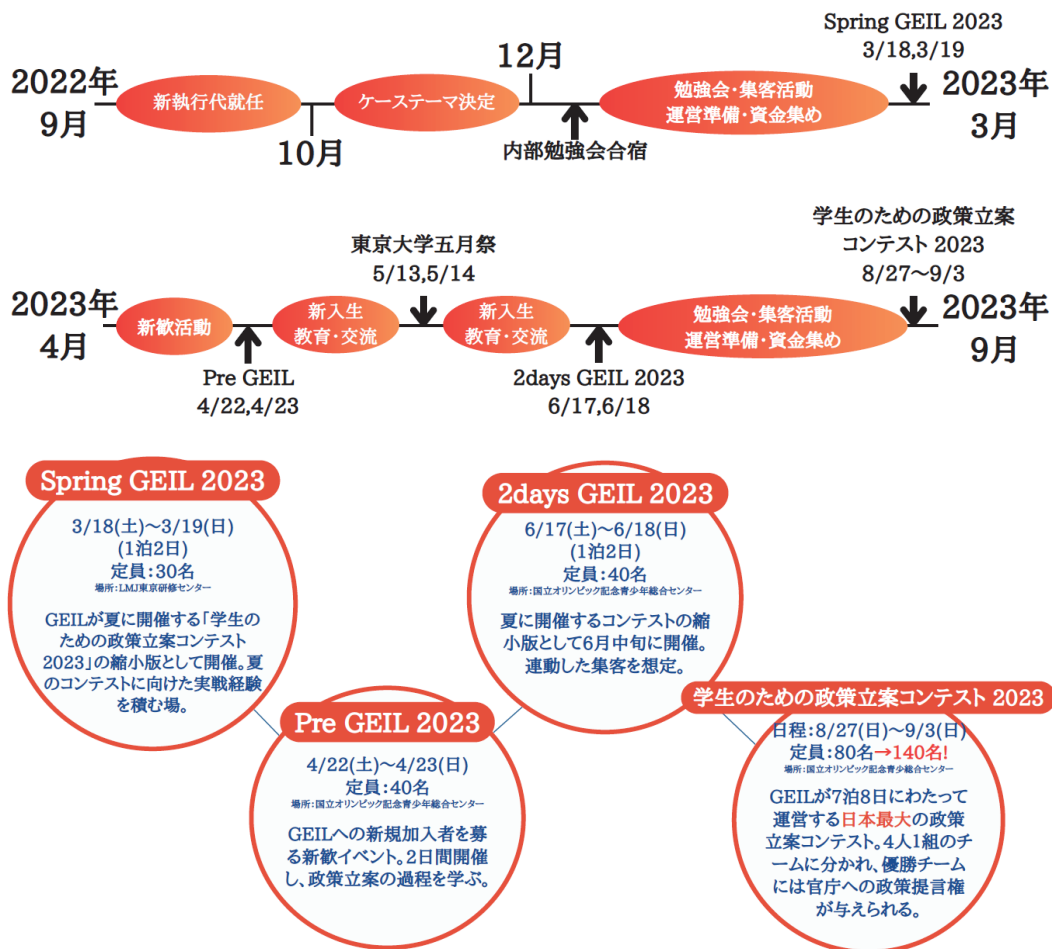 Spring GEIL 2023
3/18,3/19
2022年
9月
新執行代就任
10月
ケーステーマ決定
12月
内部勉強会合宿
勉強会・集客活動
運営準備・資金集め
2023年
3月
学生のための政策立案
コンテスト 2023
8/27〜9/3
東京大学五月祭
5/13,5/14
2023年
4月
新歓活動
Pre GEIL
4/22,4/23
新入生
教育・交流
新入生
教育・交流
2days GEIL 2023
6/17,6/18
勉強会・集客活動
運営準備・資金集め
2023年
9月
Spring GEIL 2023
3/18(土)〜3/19(日)
(1泊2日)
定員:30名
場所:LMJ東京研修センター
GEILが夏に開催する「学生の
ための政策立案コンテスト
2023」の縮小版として開催。夏
のコンテストに向けた実戦経験
を積む場。
Pre GEIL 2023
4/22(土)〜4/23(日)
定員:40名
場所:国立オリンピック記念青少年総合センター
GEILへの新規加入者を募
る新歓イベント。2日間開催
し、政策立案の過程を学ぶ。
2days GEIL 2023
6/17(土)〜6/18(日)
(1泊2日)
定員:40名
場所:国立オリンピック記念青少年総合センター
夏に開催するコンテストの縮
小版として6月中旬に開催。
連動した集客を想定。
学生のための政策立案コンテスト 2023
日程:8/27(日)〜9/3(日)
定員:80名→140名!
場所:国立オリンピック記念青少総合センター
GEILが7泊8日にわたって
運営する日本最大の政策
立案コンテスト。4人1組のチ
ームに分かれ、優勝チーム
には官庁への政策提言権
が与えられる。